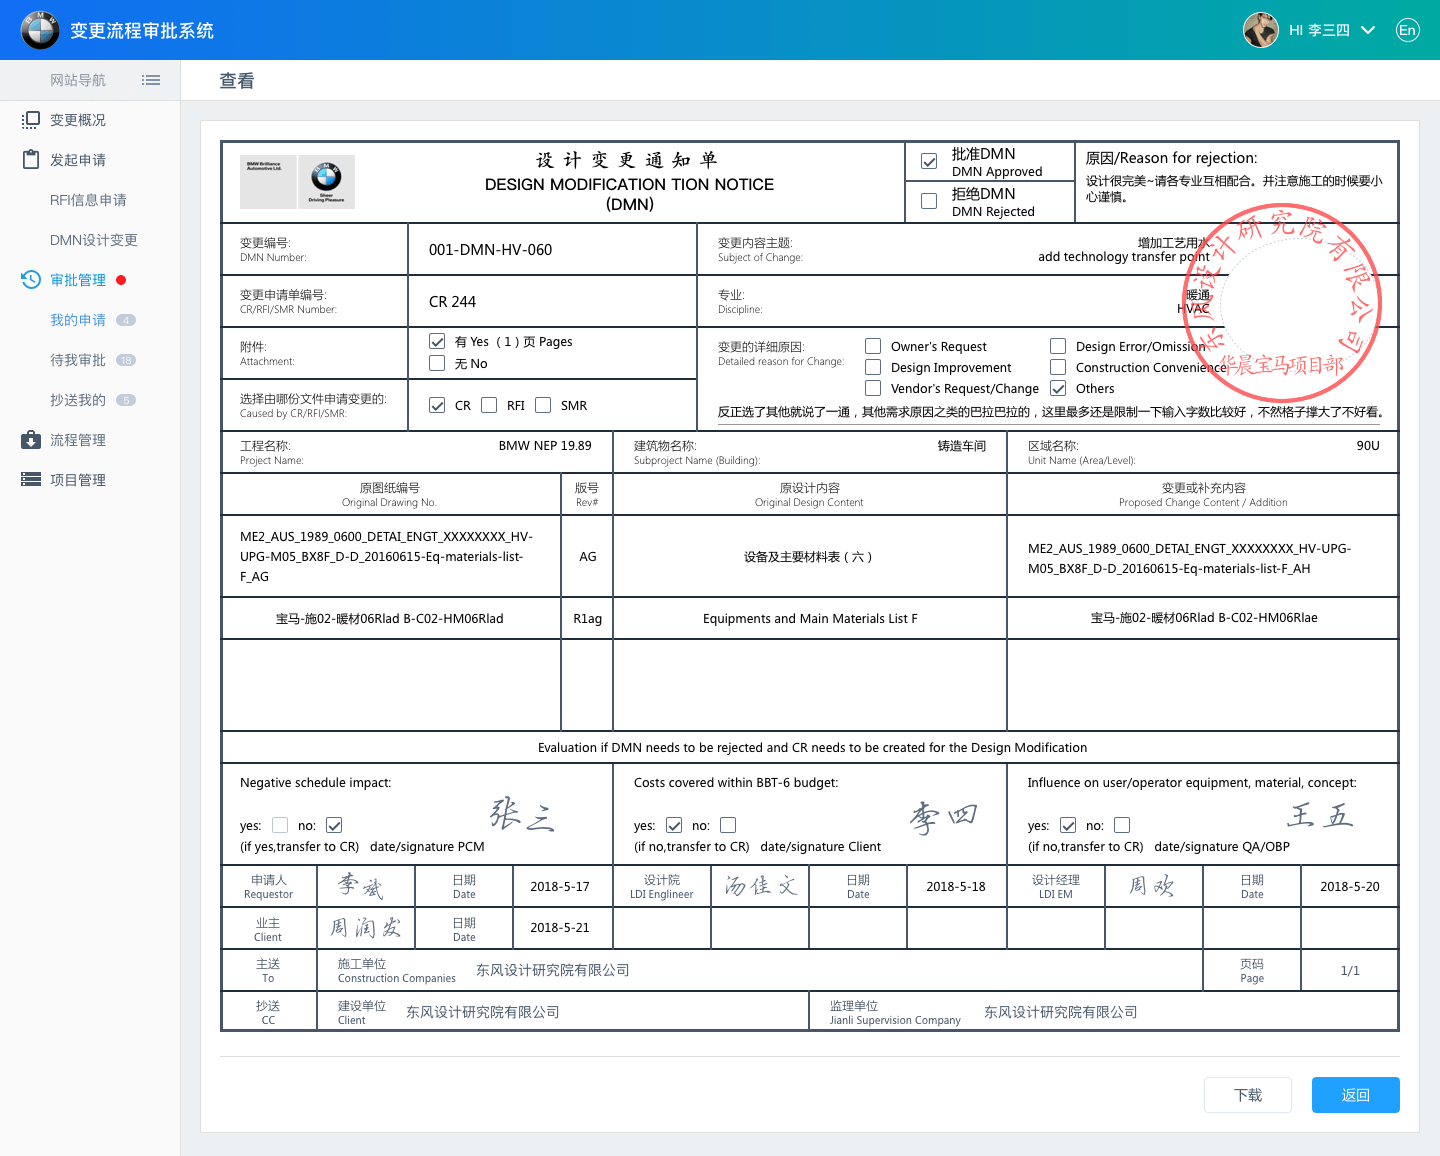 变更流程审批系统
HI 李三四
En
网站导航
查看
变更概况
发起申请
RFI信息申请
DMN设计变更
审批管理
我的申请 4
待我审批 18
抄送我的 5
流程管理
项目管理
BMW Brilliance
Automotive Ltd.
BMW
Sheer
Driving Pleasure
设计变更通知单
DESIGN MODIFICATION TION NOTICE
(DMN)
批准DMN
DMN Approved
拒绝DMN
DMN Rejected
原因/Reason for rejection:
设计很完美~请各专业互相配合。并注意施工的时候要小
心谨慎。
变更编号:
DMN Number:
001-DMN-HV-060
变更内容主题:
Subject of Change:
增加工艺用水
add technology transfer point
变更申请单编号:
CR/RFI/SMR Number:
CR 244
专业:
Discipline:
暖通
HVAC
东风设计研究院有限公司
华晨宝马项目部
附件:
Attachment:
有 Yes （1）页 Pages
无 No
变更的详细原因:
Detailed reason for Change:
Owner's Request
Design Error/Omission
Design Improvement
Construction Convenience
Vendor's Request/Change
Others
选择由哪份文件申请变更的:
Caused by CR/RFI/SMR:
CR RFI SMR
反正选了其他就说了一通，其他需求原因之类的巴拉巴拉的，这里最多还是限制一下输入字数比较好，不然格子撑大了不好看。
工程名称:
Project Name:
BMW NEP 19.89
建筑物名称:
Subproject Name (Building):
铸造车间
区域名称:
Unit Name (Area/Level):
90U
原图纸编号
Original Drawing No.
版号
Rev#
原设计内容
Original Design Content
变更或补充内容
Proposed Change Content / Addition
ME2_AUS_1989_0600_DETAI_ENGT_XXXXXXXX_HV-
UPG-M05_BX8F_D-D_20160615-Eq-materials-list-
F_AG
AG
设备及主要材料表（六）
ME2_AUS_1989_0600_DETAI_ENGT_XXXXXXXX_HV-UPG-
M05_BX8F_D-D_20160615-Eq-materials-list-F_AH
宝马-施02-暖材06Rlad B-C02-HM06Rlad
R1ag
Equipments and Main Materials List F
宝马-施02-暖材06Rlad B-C02-HM06Rlae
Evaluation if DMN needs to be rejected and CR needs to be created for the Design Modification
Negative schedule impact:
张三
yes: no:
(if yes,transfer to CR) date/signature PCM
Costs covered within BBT-6 budget:
李四
yes: no:
(if no,transfer to CR) date/signature Client
Influence on user/operator equipment, material, concept:
王五
yes: no:
(if no,transfer to CR) date/signature QA/OBP
申请人
Requestor
李斌
日期
Date
2018-5-17
设计院
LDI Englineer
汤佳文
日期
Date
2018-5-18
设计经理
LDI EM
周欢
日期
Date
2018-5-20
业主
Client
周润发
日期
Date
2018-5-21
主送
To
施工单位
Construction Companies
东风设计研究院有限公司
页码
Page
1/1
抄送
CC
建设单位
Client
东风设计研究院有限公司
监理单位
Jianli Supervision Company
东风设计研究院有限公司
下载
返回